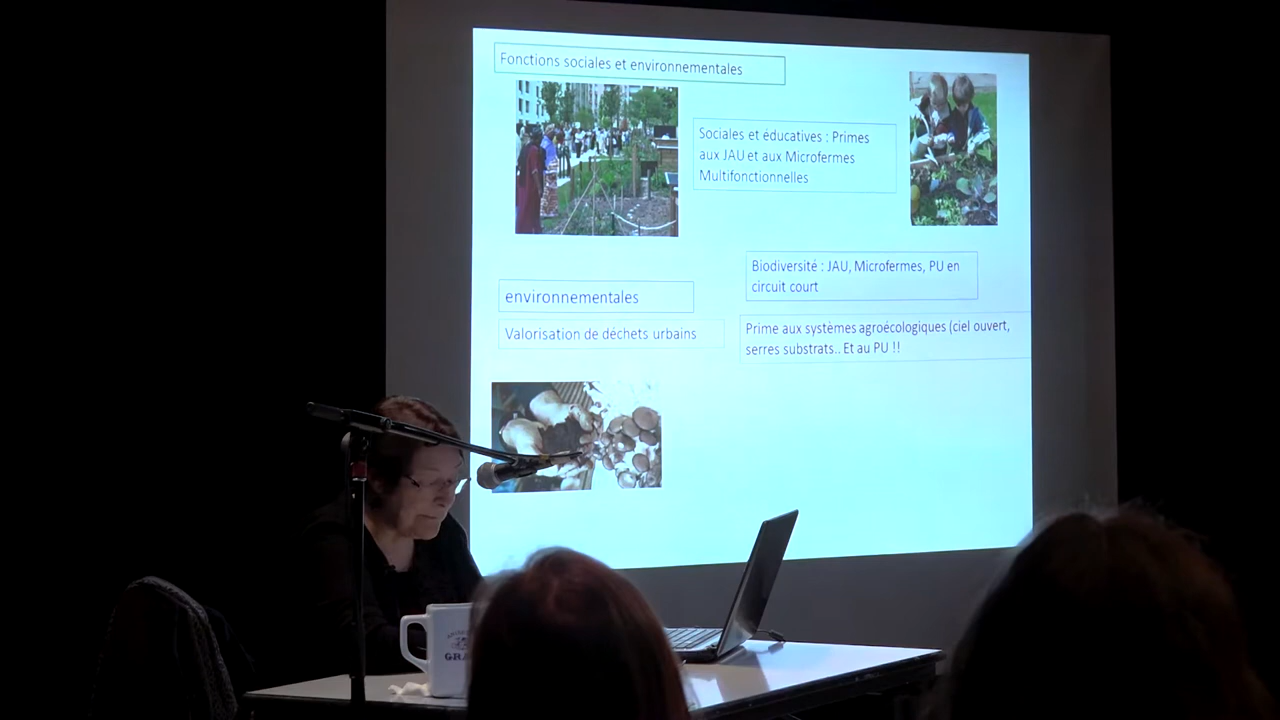 Fonctions sociales et environnementales
Sociales et éducatives : Primes
aux JAU et aux Microfermes
Multifonctionnelles
Biodiversité : JAU, Microfermes, PU en
circuit court
environnementales
Valorisation de déchets urbains
Prime aux systèmes agroécologiques (ciel ouvert,
serres substrats.. Et au PU !!